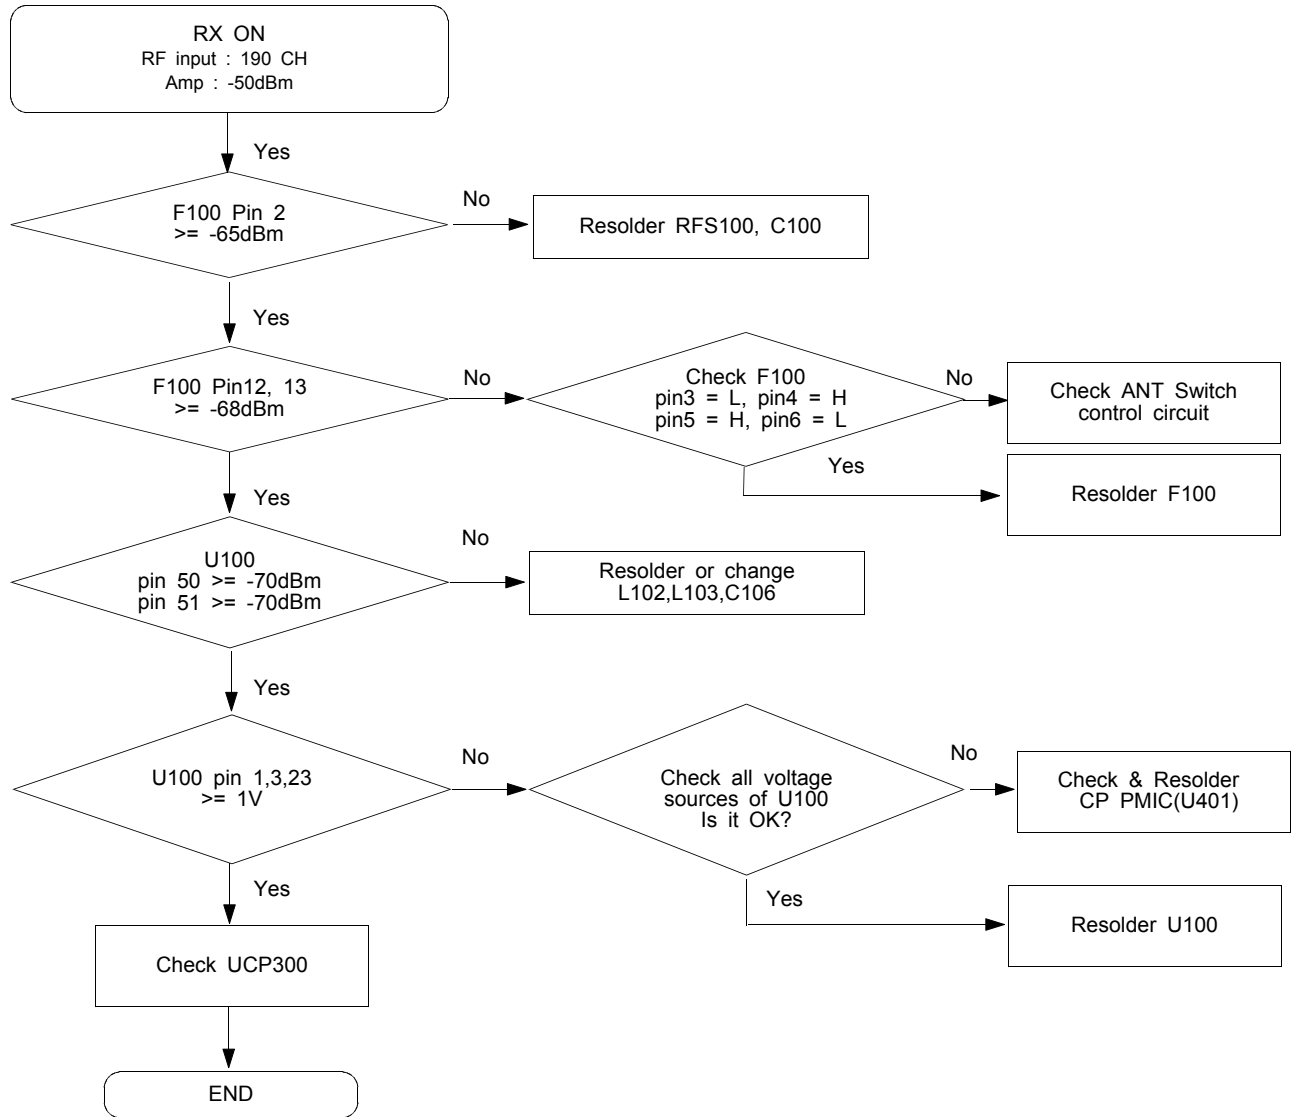 RX ON
RF input : 190 CH
Amp : -50dBm
Yes
F100 Pin 2
>= -65dBm
No
Resolder RFS100, C100
Yes
F100 Pin12, 13
>= -68dBm
No
Check F100
pin3 = L, pin4 = H
pin5 = H, pin6 = L
No
Check ANT Switch
control circuit
Yes
Resolder F100
Yes
U100
pin 50 >= -70dBm
pin 51 >= -70dBm
No
Resolder or change
L102,L103,C106
Yes
U100 pin 1,3,23
>= 1V
No
Check all voltage
sources of U100
Is it OK?
No
Check & Resolder
CP PMIC(U401)
Yes
Resolder U100
Yes
Check UCP300
END